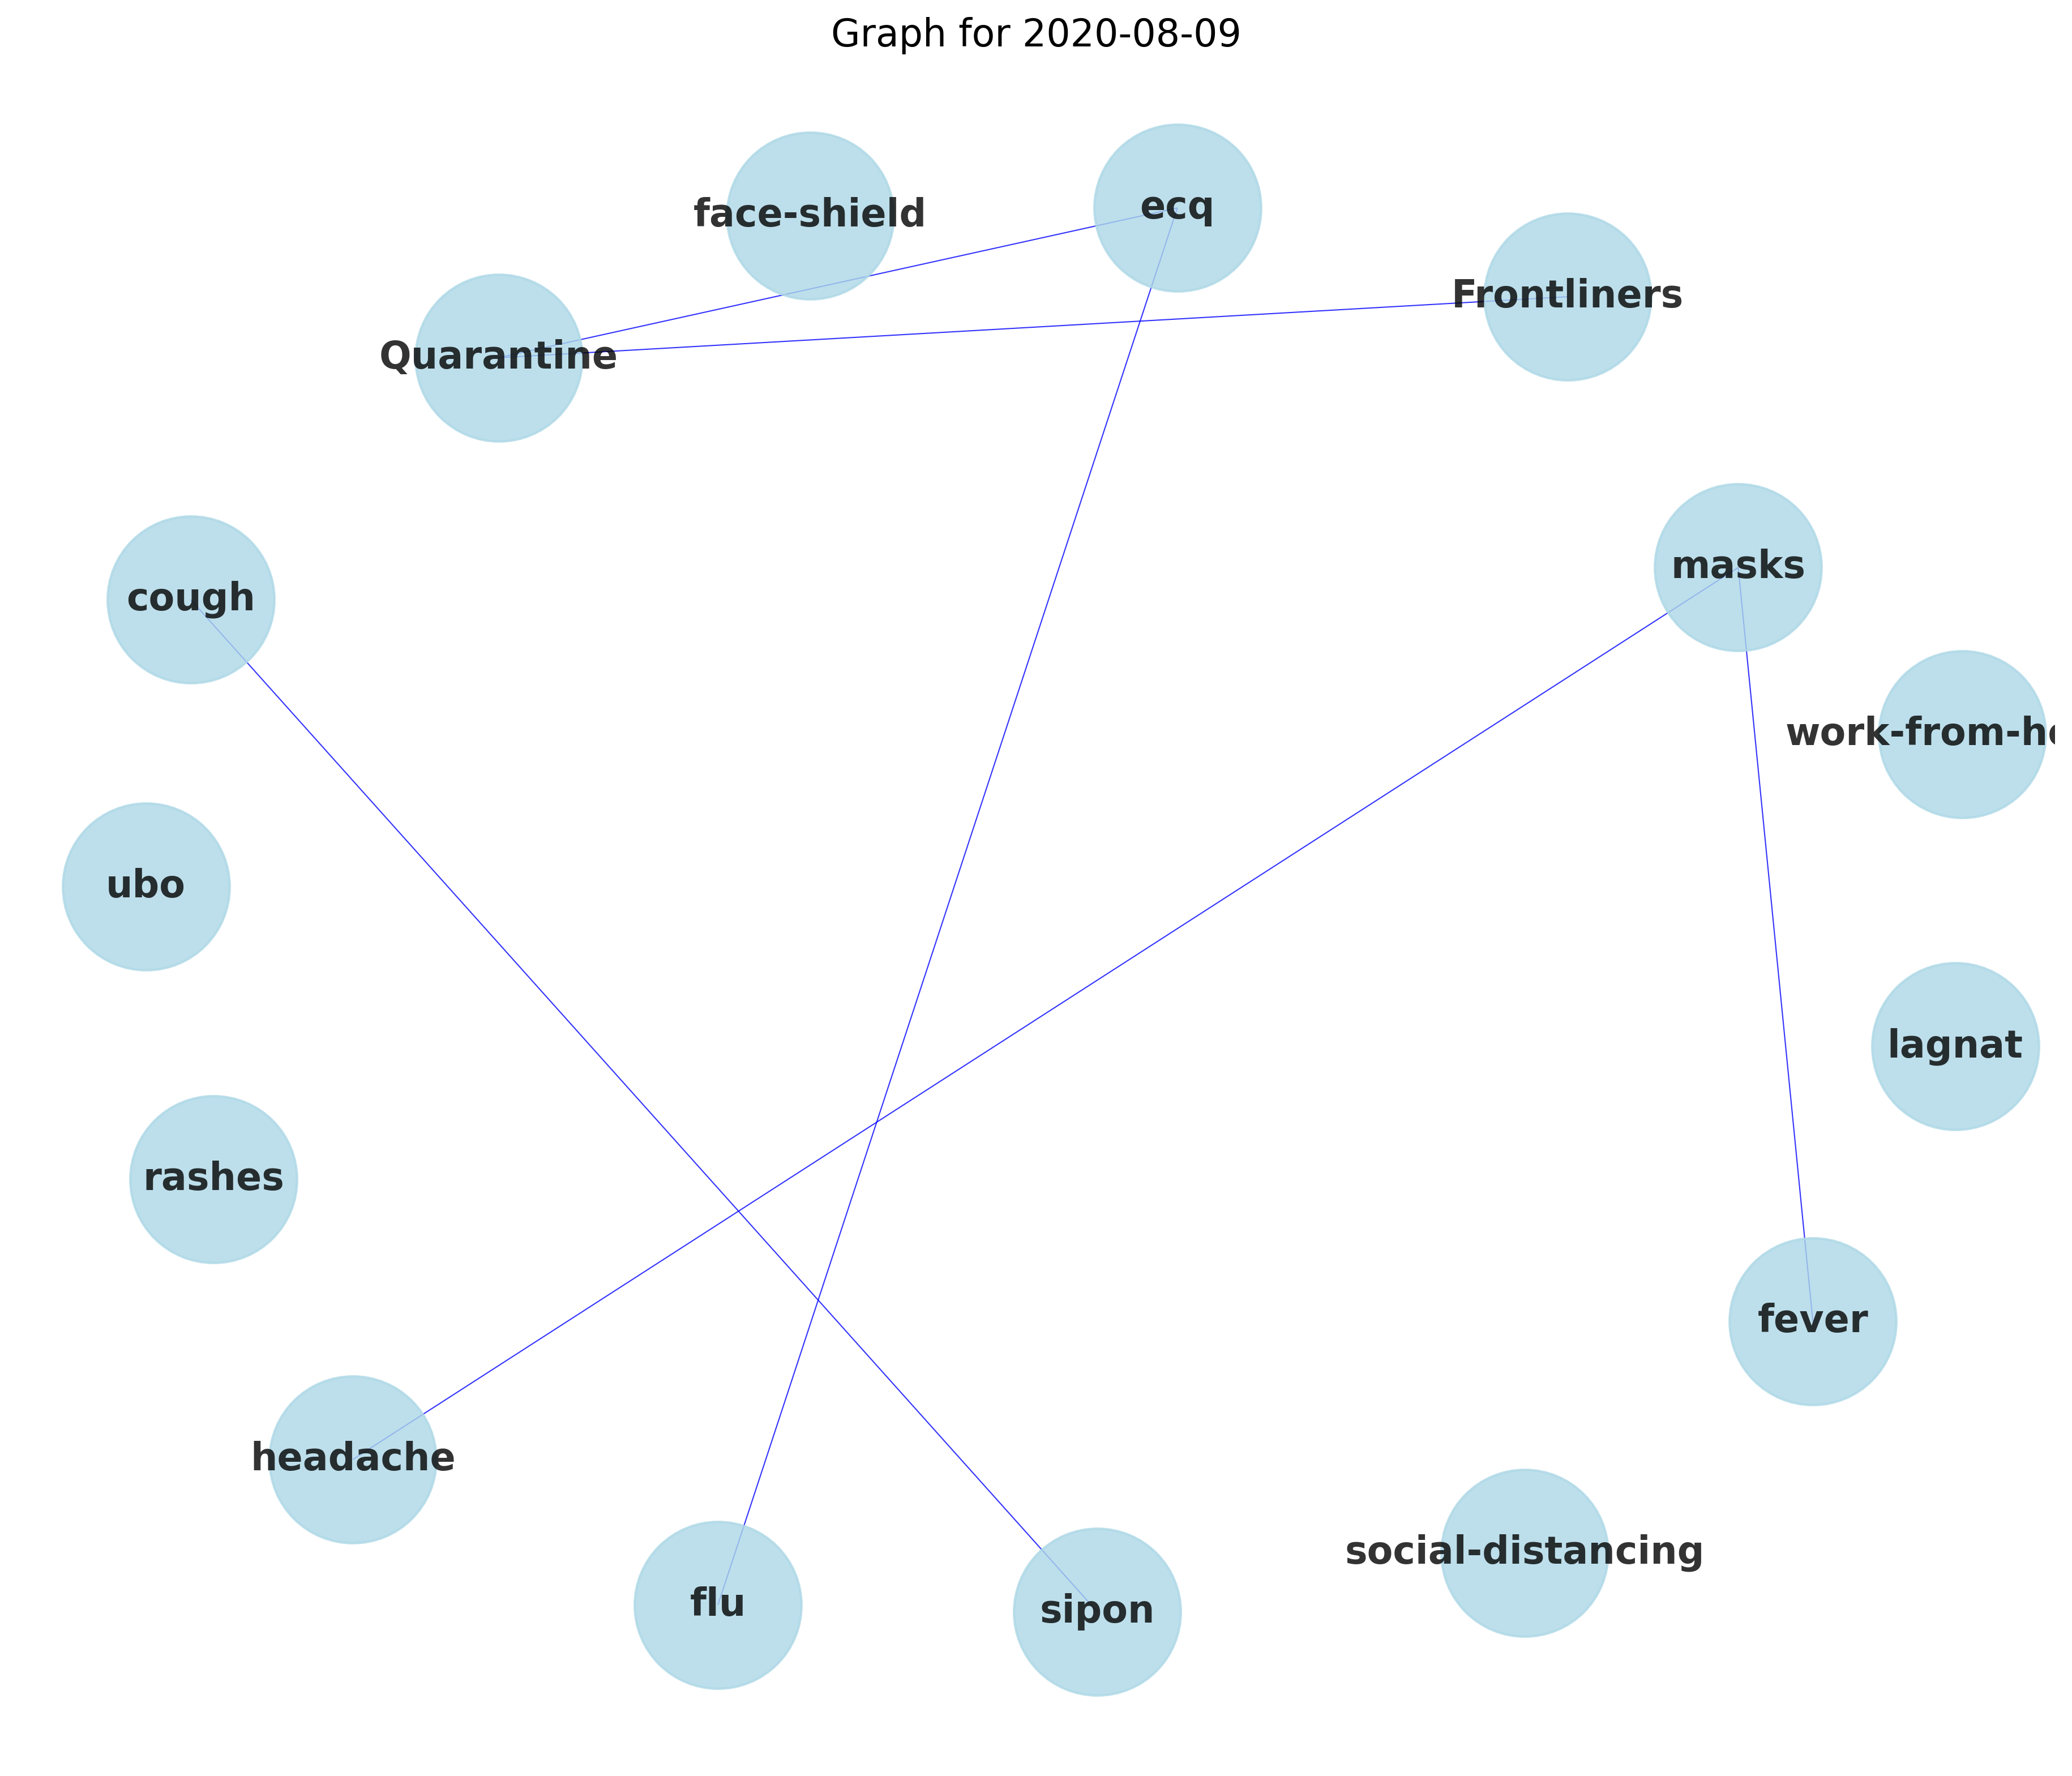 Graph for 2020-08-09
face-shield
ecq
Frontliners
Quarantine
masks
cough
work-from-ho
ubo
lagnat
rashes
fever
headache
social-distancing
flu
sipon